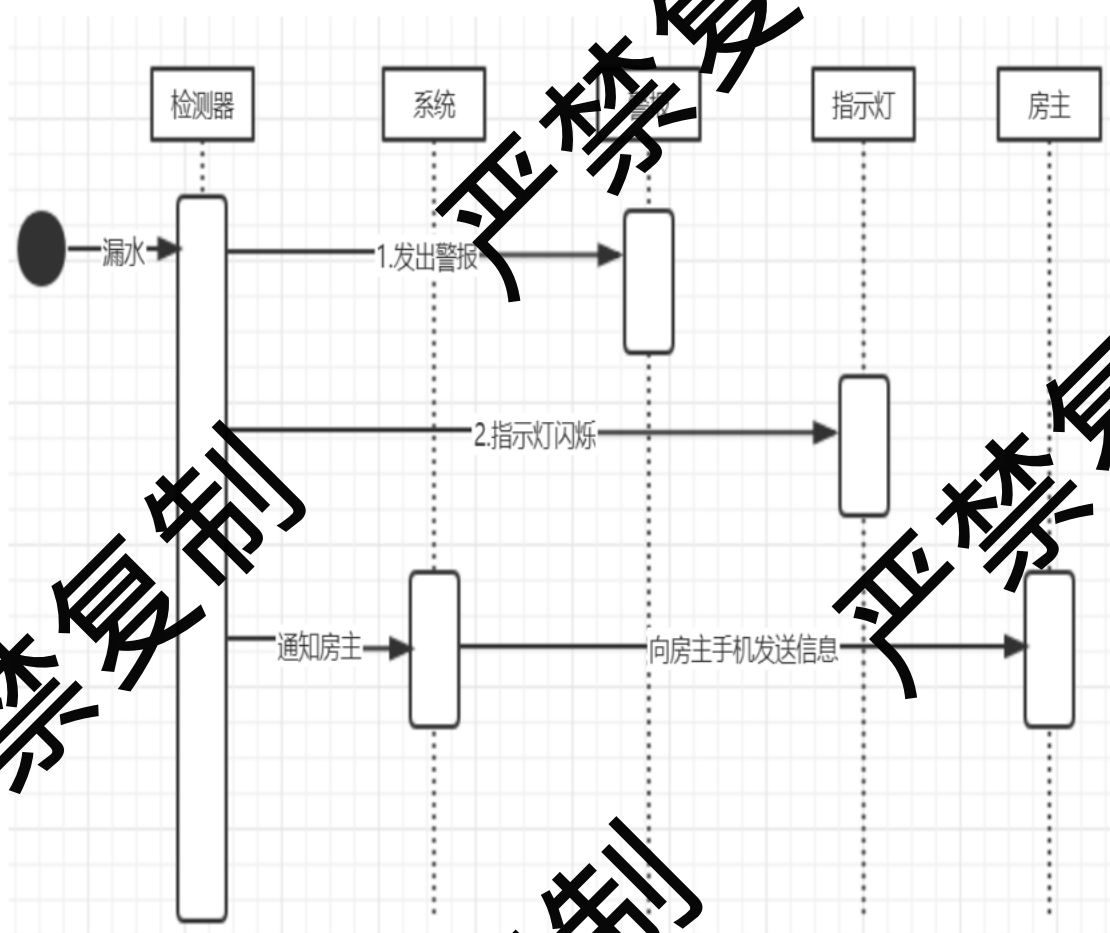 检测器
系统
警报
指示灯
房主
漏水
1.发出警报
2.指示灯闪烁
通知房主
向房主手机发送信息
严禁复
严禁复
禁复制
制